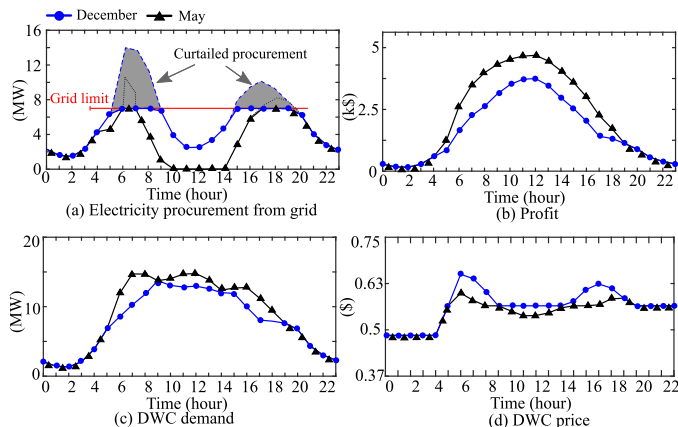 December May
16
12
8
4
0
(MW)
Curtailed procurement
Grid limit
0 2 4 6 8 10 12 14 16 18 20 22
Time (hour)
(a) Electricity procurement from grid
5
2.5
0
(k$)
0 2 4 6 8 10 12 14 16 18 20 22
Time (hour)
(b) Profit
20
10
0
(MW)
0 2 4 6 8 10 12 14 16 18 20 22
Time (hour)
(c) DWC demand
0.75
0.63
0.5
0.37
($)
0 2 4 6 8 10 12 14 16 18 20 22
Time (hour)
(d) DWC price